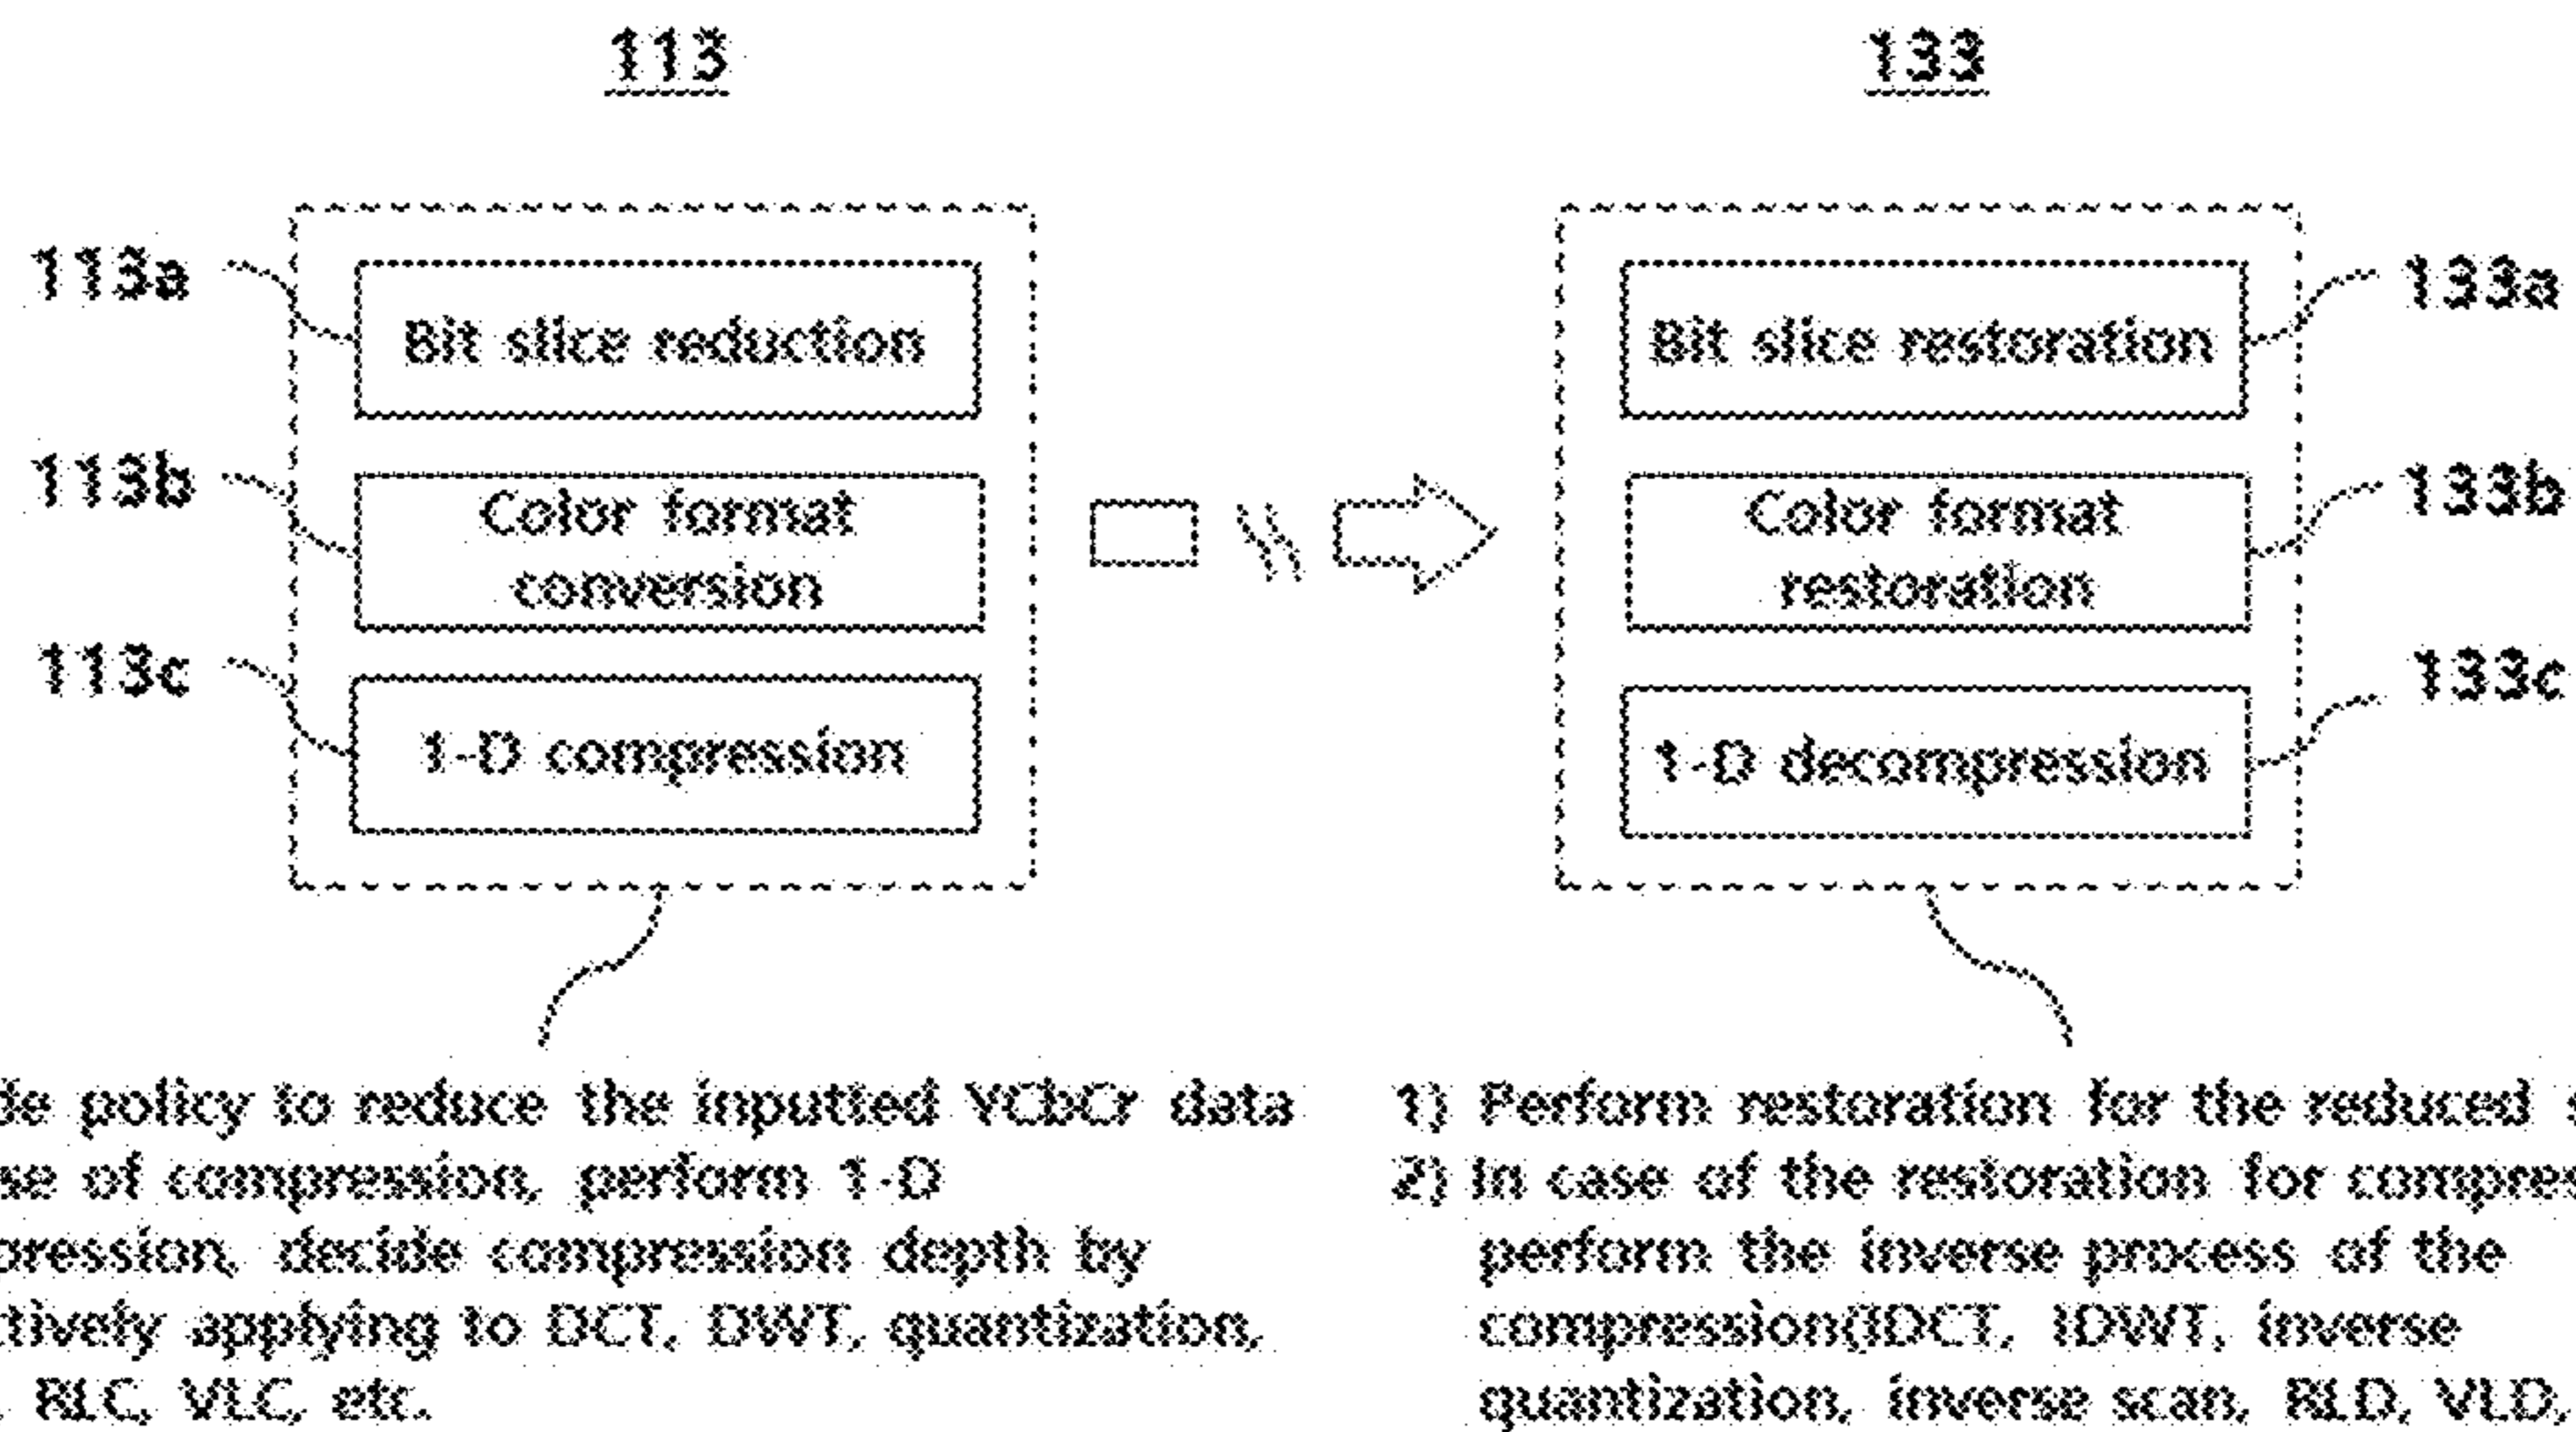 113
113a
Bit slice reduction
113b
Color format
conversion
113c
1-D compression
133
Bit slice restoration
133a
Color format
restoration
133b
1-D decompression
133c
policy to reduce the inputted YCbCr data
of compression, perform 1-D
decide compression depth by
applying to DCT, DWT, quantization,
RLC, VLC, etc.
1) Perform restoration for the reduced
2) In case of the restoration for
perform the inverse process of the
compression(IDCT, IDWT, inverse
quantization, inverse scan, RLD, VLD,